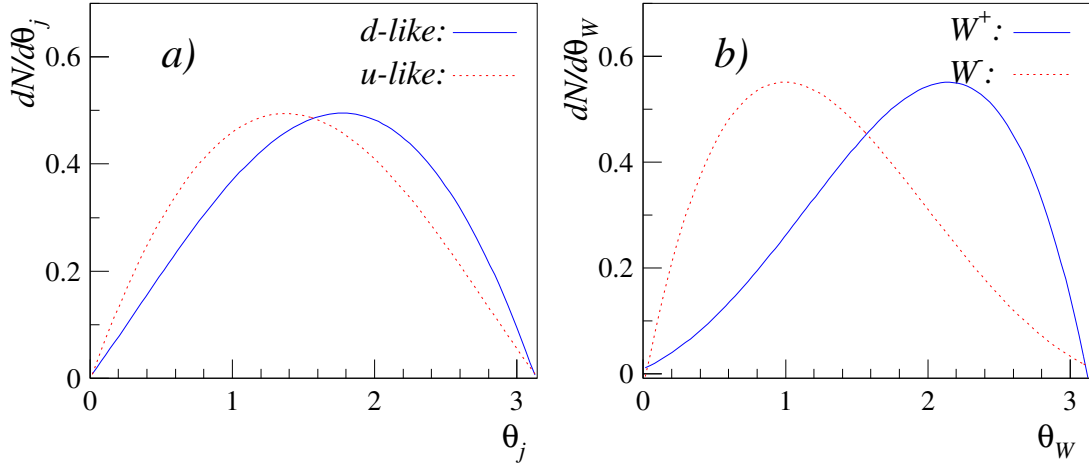 dN/dθj
a)
d-like:
u-like:
0.6
0.4
0.2
0
0 1 2 3
θj
dN/dθW
b)
W+:
W-:
0.6
0.4
0.2
0
0 1 2 3
θW